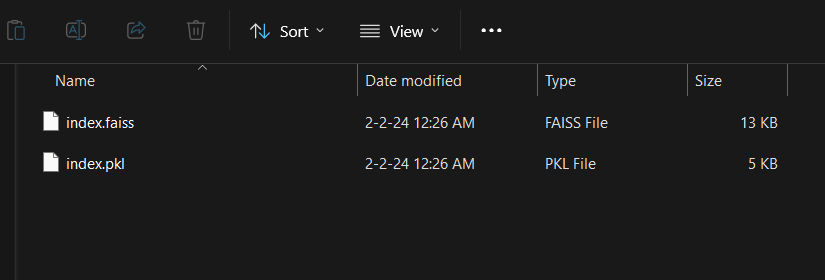 Sort View •••
Name Date modified Type Size
index.faiss 2-2-24 12:26 AM FAISS File 13 KB
index.pkl 2-2-24 12:26 AM PKL File 5 KB